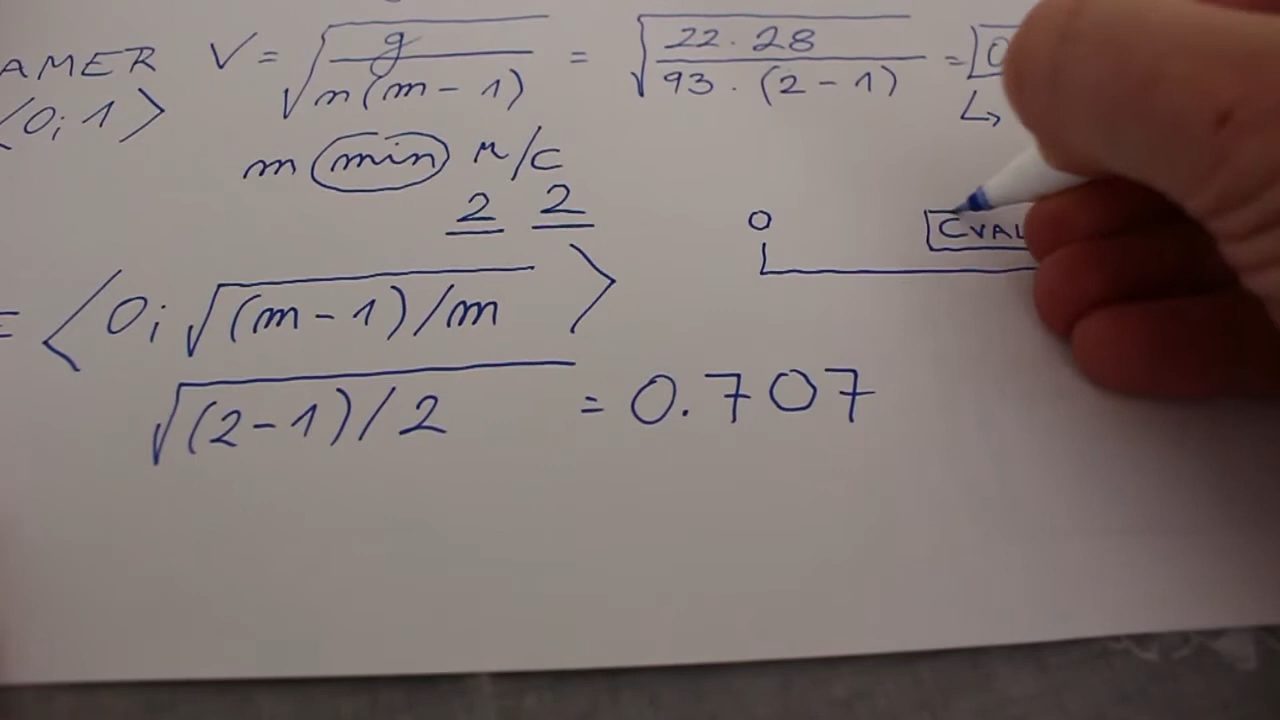 AMER V = √(g / n(m - 1)) = √(22.28 / 93.(2 - 1)) = 0
<0;1>
m min r/c
2 2
0 CVAL
= <0; √(m - 1)/m>
√(2-1)/2 = 0.707